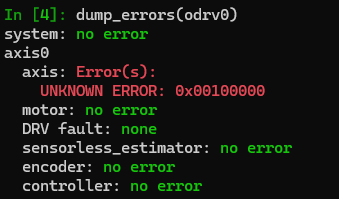 In [4]: dump_errors(odrv0)
system: no error
axis0
  axis: Error(s):
    UNKNOWN ERROR: 0x00100000
  motor: no error
  DRV fault: none
  sensorless_estimator: no error
  encoder: no error
  controller: no error